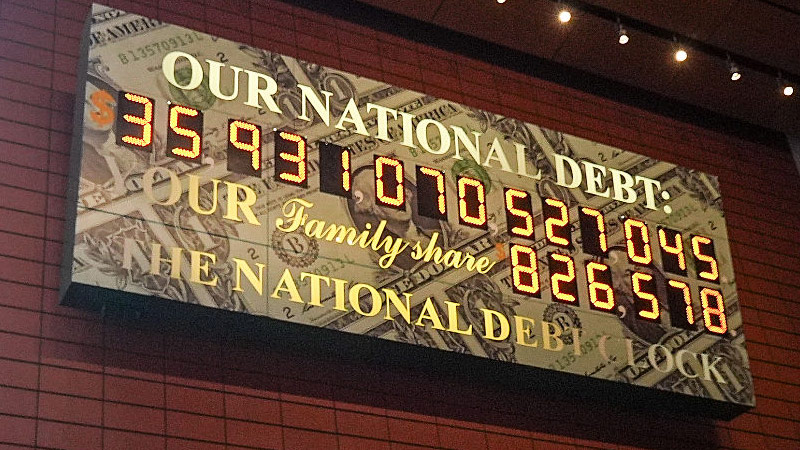 OUR NATIONAL DEBT:
$35,931,070,527,045
OUR Family share $826,578
THE NATIONAL DEBT CLOCK